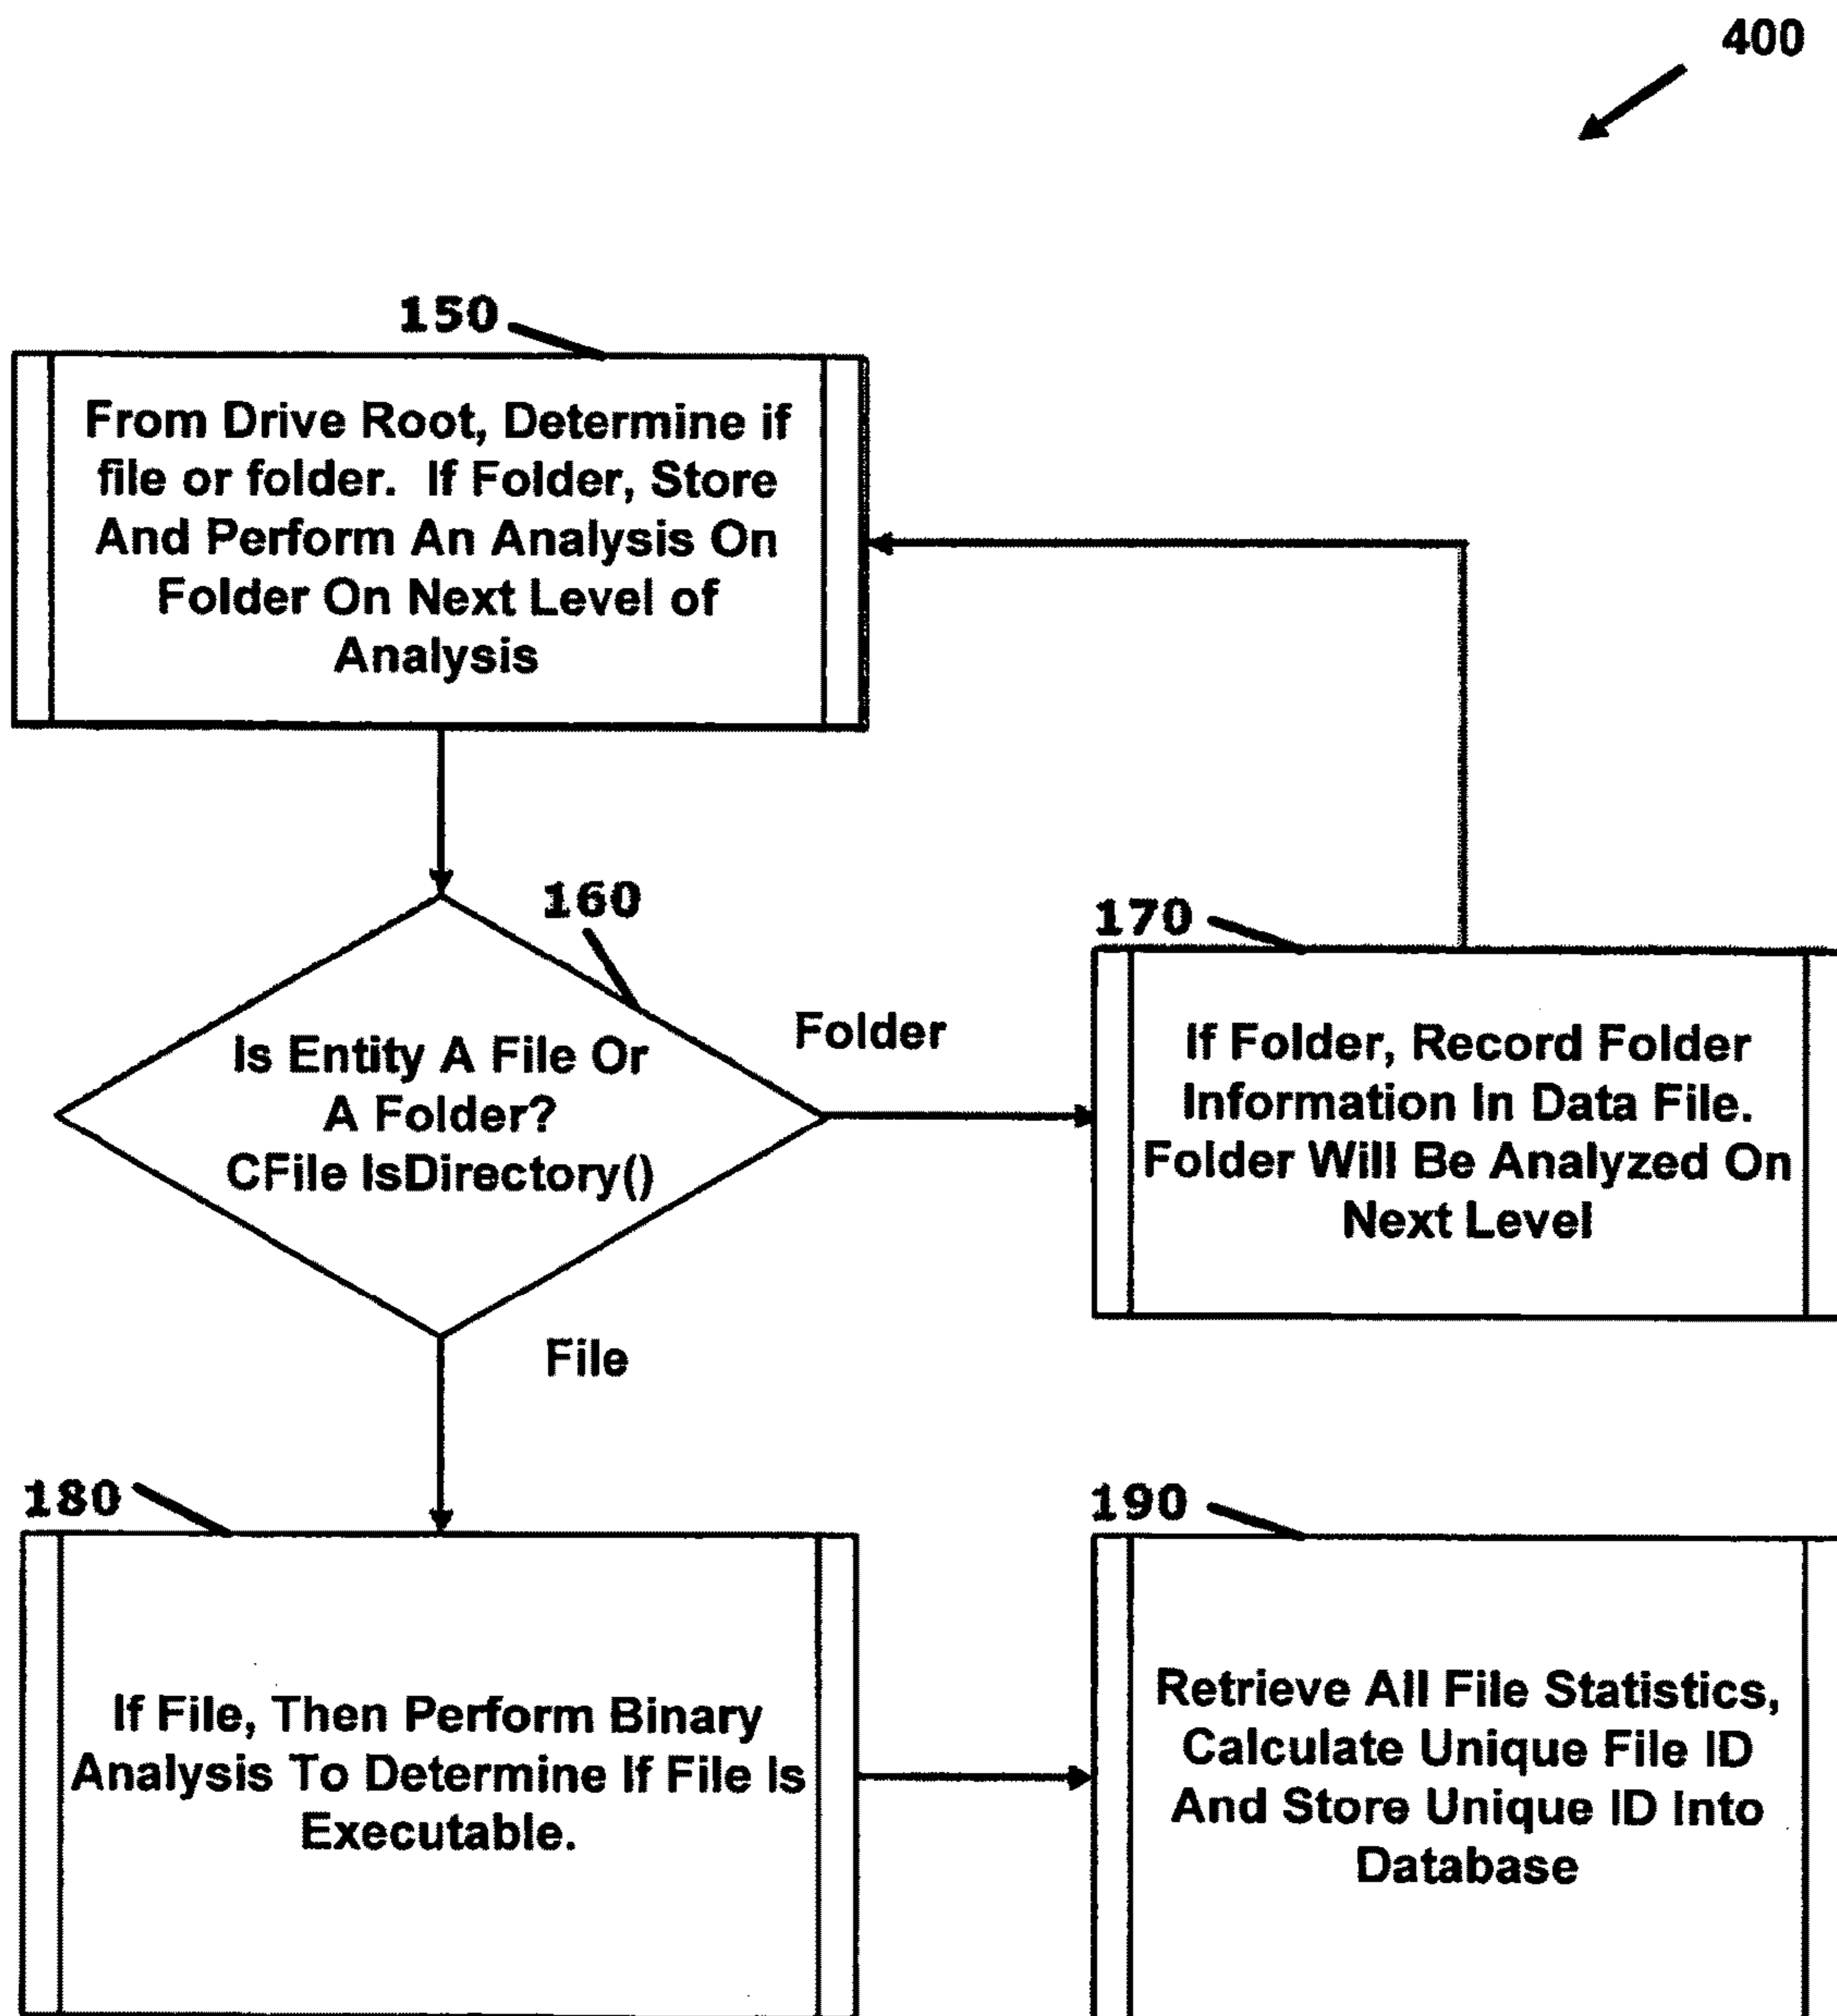 400
150
From Drive Root, Determine if
file or folder. If Folder, Store
And Perform An Analysis On
Folder On Next Level of
Analysis
160
Is Entity A File Or
A Folder?
CFile IsDirectory()
Folder
170
If Folder, Record Folder
Information In Data File.
Folder Will Be Analyzed On
Next Level
File
180
If File, Then Perform Binary
Analysis To Determine If File Is
Executable.
190
Retrieve All File Statistics,
Calculate Unique File ID
And Store Unique ID Into
Database